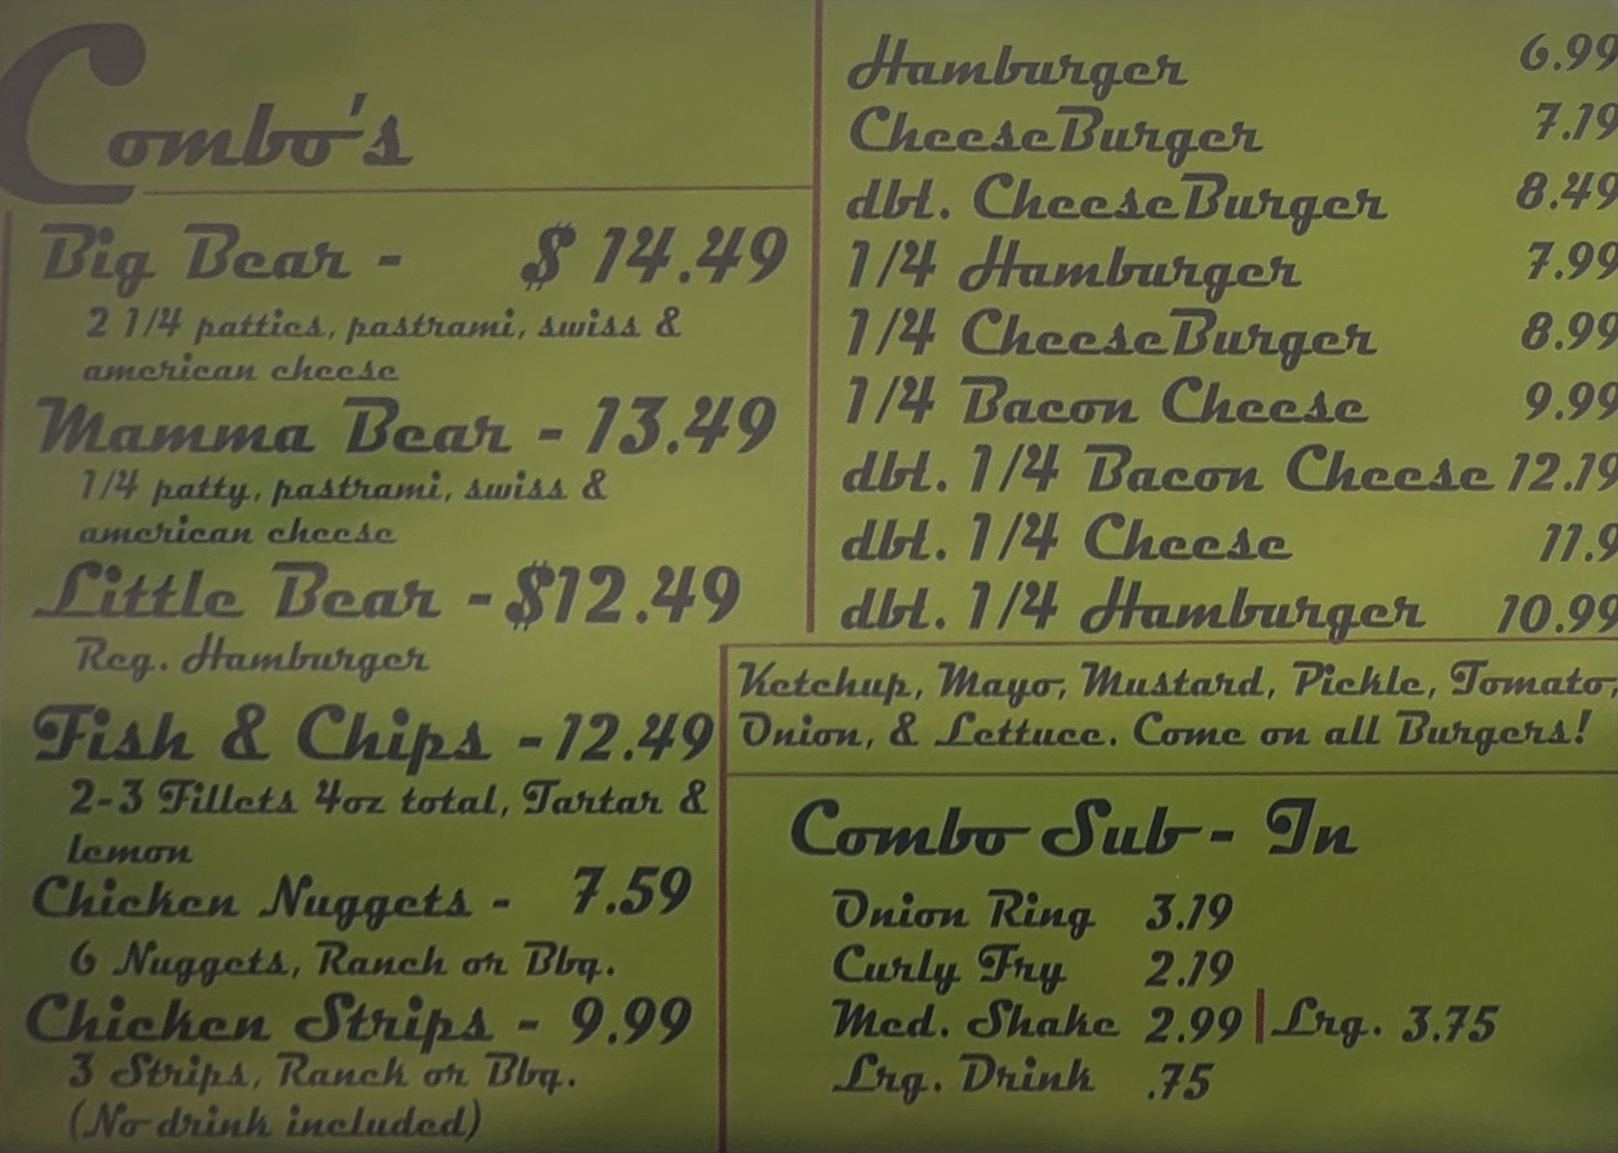 Combo's
Big Bear - $ 14.49
2 1/4 patties, pastrami, swiss &
american cheese
Mamma Bear - 13.49
1/4 patty, pastrami, swiss &
american cheese
Little Bear - $12.49
Reg. Hamburger
Fish & Chips - 12.49
2-3 Fillets 4oz total, Tartar &
lemon
Chicken Nuggets - 7.59
6 Nuggets, Ranch or Bbq.
Chicken Strips - 9.99
3 Strips, Ranch or Bbq.
(No drink included)
Hamburger 6.99
CheeseBurger 7.19
dbl. CheeseBurger 8.49
1/4 Hamburger 7.99
1/4 CheeseBurger 8.99
1/4 Bacon Cheese 9.99
dbl. 1/4 Bacon Cheese 12.19
dbl. 1/4 Cheese 11.9
dbl. 1/4 Hamburger 10.99
Ketchup, Mayo, Mustard, Pickle, Tomato,
Onion, & Lettuce. Come on all Burgers!
Combo Sub - In
Onion Ring 3.19
Curly Fry 2.19
Med. Shake 2.99 | Lrg. 3.75
Lrg. Drink .75